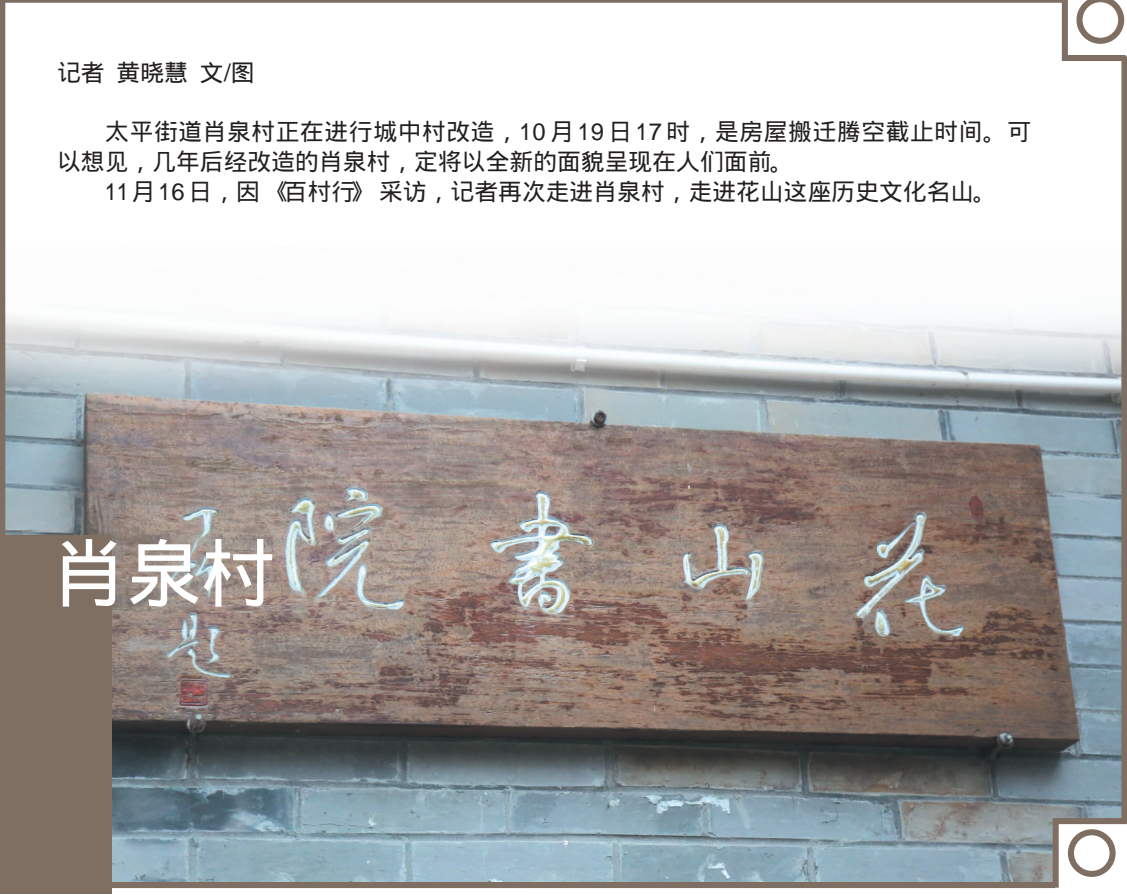 记者 黄晓慧 文/图
太平街道肖泉村正在进行城中村改造，10月19日17时，是房屋搬迁腾空截止时间。可
以想见，几年后经改造的肖泉村，定将以全新的面貌呈现在人们面前。
11月16日，因《百村行》采访，记者再次走进肖泉村，走进花山这座历史文化名山。
花山書院
题
肖泉村